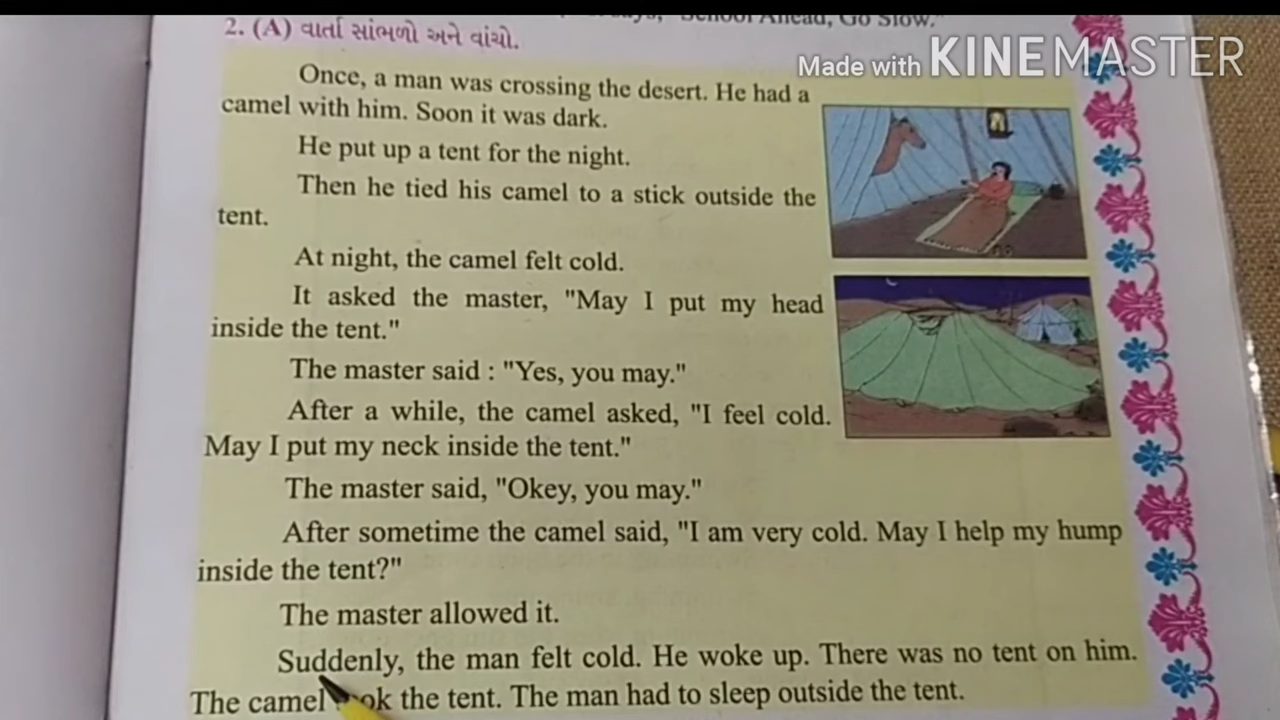 says, "School Ahead, Go Slow."
2. (A) વાર્તા સાંભળો અને વાંચો.
Made with KINEMASTER
Once, a man was crossing the desert. He had a
camel with him. Soon it was dark.
He put up a tent for the night.
Then he tied his camel to a stick outside the
tent.
At night, the camel felt cold.
It asked the master, "May I put my head
inside the tent."
The master said : "Yes, you may."
After a while, the camel asked, "I feel cold.
May I put my neck inside the tent."
The master said, "Okey, you may."
After sometime the camel said, "I am very cold. May I help my hump
inside the tent?"
The master allowed it.
Suddenly, the man felt cold. He woke up. There was no tent on him.
The camel the tent. The man had to sleep outside the tent.